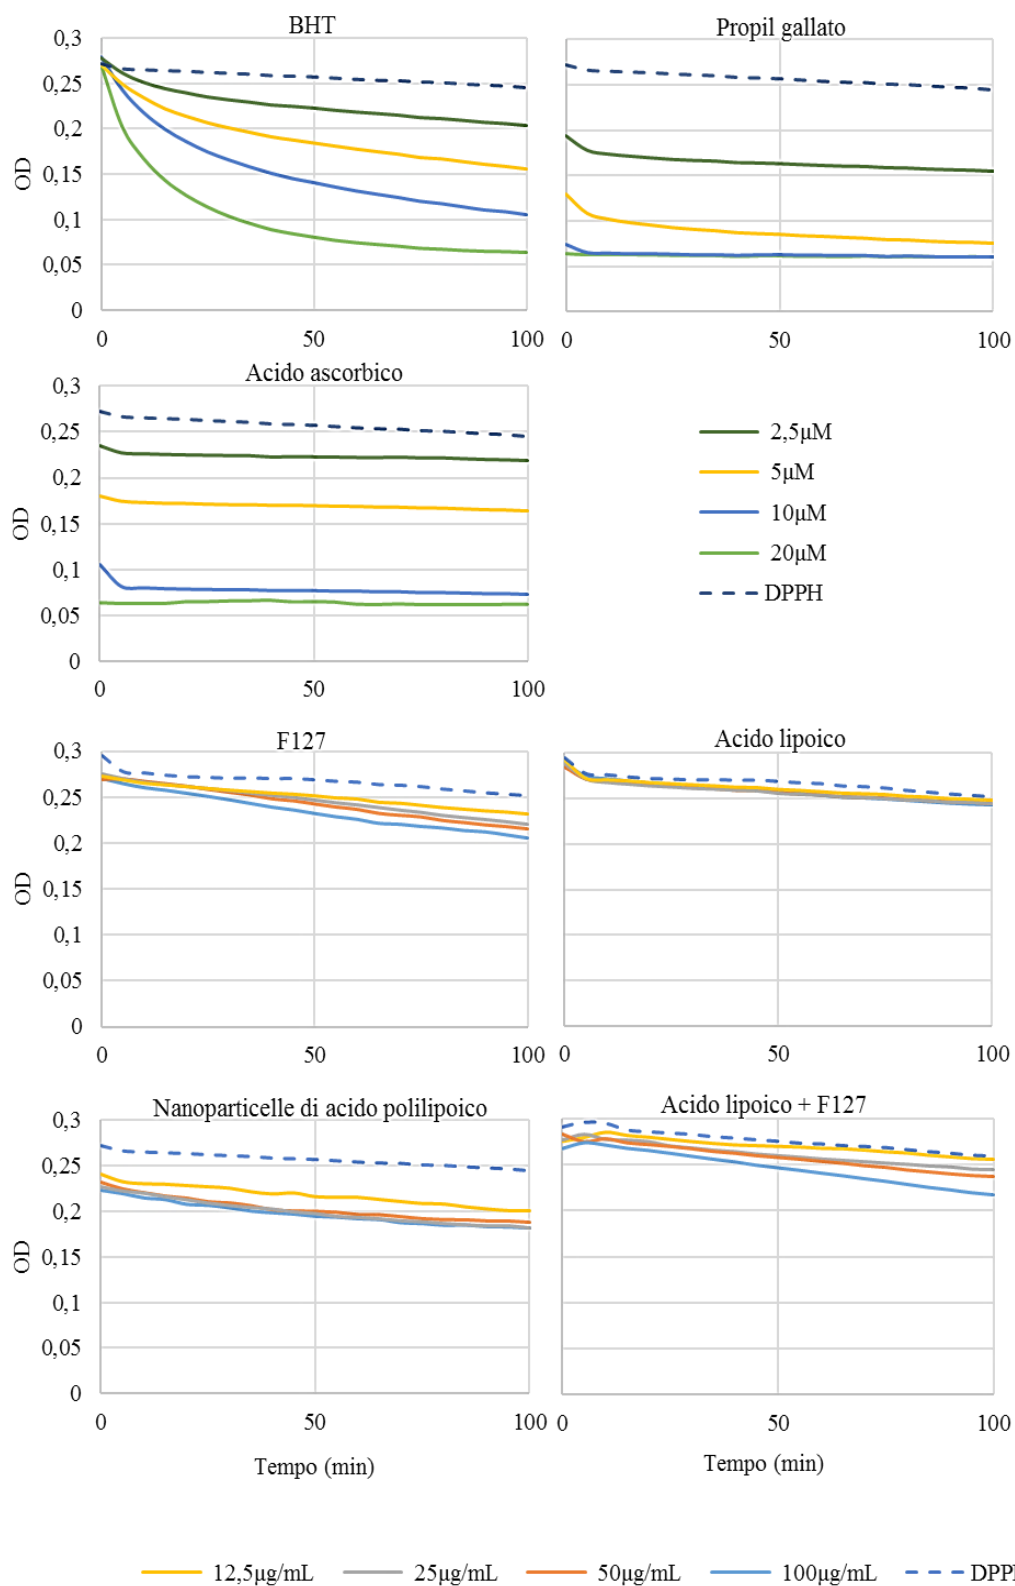 BHT
Propil gallato
0,3
0,25
0,2
0,15
0,1
0,05
0
OD
0 50 100
0 50 100
Acido ascorbico
0,3
0,25
0,2
0,15
0,1
0,05
0
OD
0 50 100
2,5µM
5µM
10µM
20µM
DPPH
F127
Acido lipoico
0,3
0,25
0,2
0,15
0,1
0,05
0
OD
0 50 100
0 50 100
Nanoparticelle di acido polilipoico
Acido lipoico + F127
0,3
0,25
0,2
0,15
0,1
0,05
0
OD
0 50 100
0 50 100
Tempo (min)
Tempo (min)
12,5µg/mL 25µg/mL 50µg/mL 100µg/mL